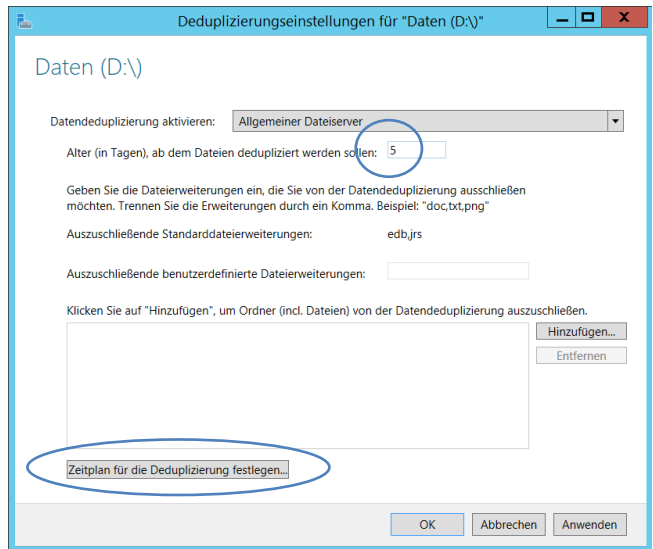 Deduplizierungseinstellungen für "Daten (D:\)"
Daten (D:\)
Datendeduplizierung aktivieren: Allgemeiner Dateiserver
Alter (in Tagen), ab dem Dateien dedupliziert werden sollen: 5
Geben Sie die Dateierweiterungen ein, die Sie von der Datendeduplizierung ausschließen
möchten. Trennen Sie die Erweiterungen durch ein Komma. Beispiel: "doc,txt,png"
Auszuschließende Standarddateierweiterungen: edb,jrs
Auszuschließende benutzerdefinierte Dateierweiterungen:
Klicken Sie auf "Hinzufügen", um Ordner (incl. Dateien) von der Datendeduplizierung auszuschließen.
Hinzufügen...
Entfernen
Zeitplan für die Deduplizierung festlegen...
OK Abbrechen Anwenden